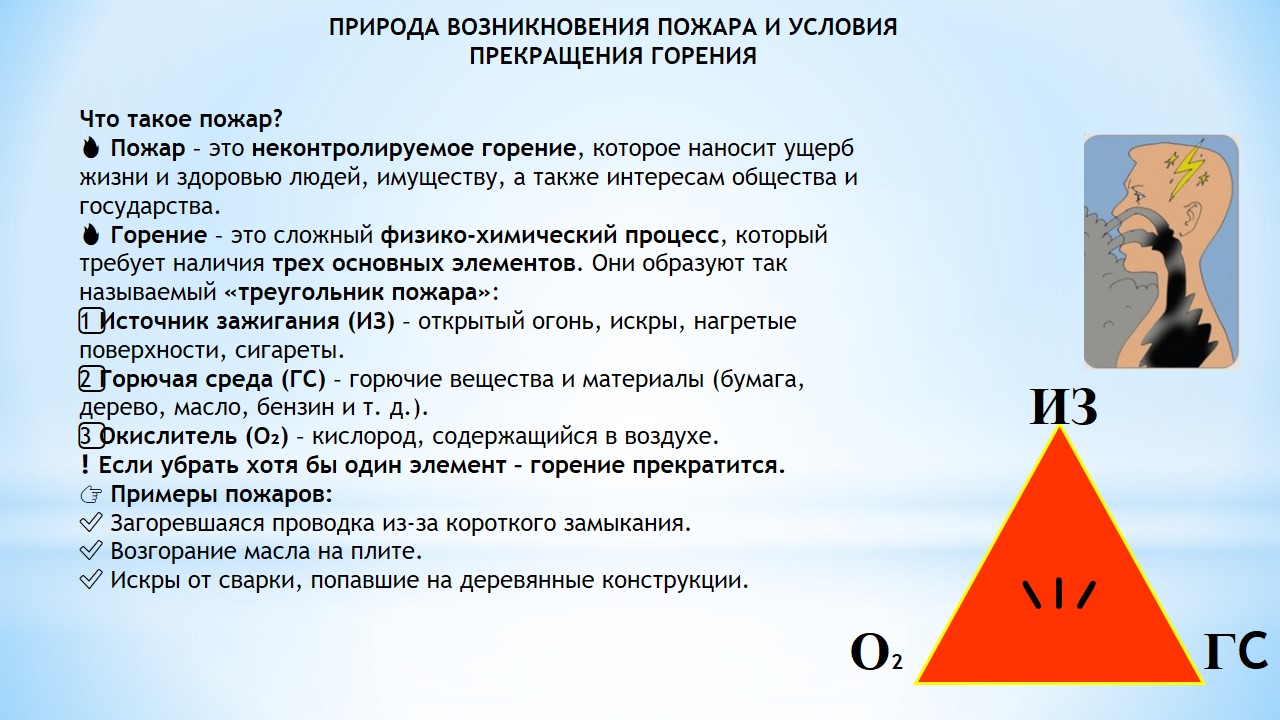 ПРИРОДА ВОЗНИКНОВЕНИЯ ПОЖАРА И УСЛОВИЯ
ПРЕКРАЩЕНИЯ ГОРЕНИЯ
Что такое пожар?
🔥 Пожар – это неконтролируемое горение, которое наносит ущерб
жизни и здоровью людей, имуществу, а также интересам общества и
государства.
🔥 Горение – это сложный физико-химический процесс, который
требует наличия трех основных элементов. Они образуют так
называемый «треугольник пожара»:
1️⃣ Источник зажигания (ИЗ) – открытый огонь, искры, нагретые
поверхности, сигареты.
2️⃣ Горючая среда (ГС) – горючие вещества и материалы (бумага,
дерево, масло, бензин и т. д.).
3️⃣ Окислитель (O₂) – кислород, содержащийся в воздухе.
❗ Если убрать хотя бы один элемент – горение прекратится.
👉 Примеры пожаров:
✅ Загоревшаяся проводка из-за короткого замыкания.
✅ Возгорание масла на плите.
✅ Искры от сварки, попавшие на деревянные конструкции.
ИЗ
О₂
ГС